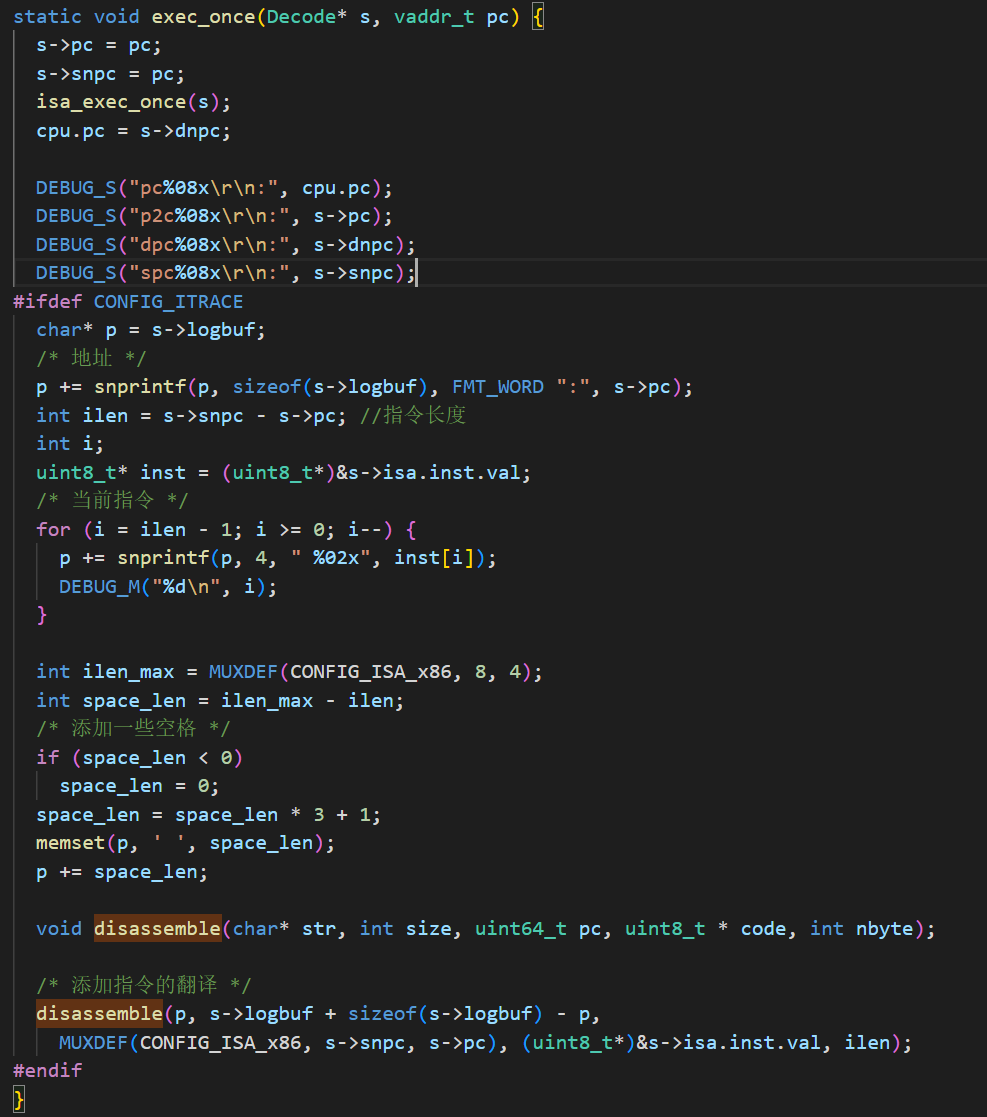 static void exec_once(Decode* s, vaddr_t pc) {
  s->pc = pc;
  s->snpc = pc;
  isa_exec_once(s);
  cpu.pc = s->dnpc;

  DEBUG_S("pc%08x\r\n:", cpu.pc);
  DEBUG_S("p2c%08x\r\n:", s->pc);
  DEBUG_S("dpc%08x\r\n:", s->dnpc);
  DEBUG_S("spc%08x\r\n:", s->snpc);
#ifdef CONFIG_ITRACE
  char* p = s->logbuf;
  /* 地址 */
  p += snprintf(p, sizeof(s->logbuf), FMT_WORD ":", s->pc);
  int ilen = s->snpc - s->pc; //指令长度
  int i;
  uint8_t* inst = (uint8_t*)&s->isa.inst.val;
  /* 当前指令 */
  for (i = ilen - 1; i >= 0; i--) {
    p += snprintf(p, 4, " %02x", inst[i]);
    DEBUG_M("%d\n", i);
  }

  int ilen_max = MUXDEF(CONFIG_ISA_x86, 8, 4);
  int space_len = ilen_max - ilen;
  /* 添加一些空格 */
  if (space_len < 0)
    space_len = 0;
  space_len = space_len * 3 + 1;
  memset(p, ' ', space_len);
  p += space_len;

  void disassemble(char* str, int size, uint64_t pc, uint8_t * code, int nbyte);

  /* 添加指令的翻译 */
  disassemble(p, s->logbuf + sizeof(s->logbuf) - p,
    MUXDEF(CONFIG_ISA_x86, s->snpc, s->pc), (uint8_t*)&s->isa.inst.val, ilen);
#endif
}